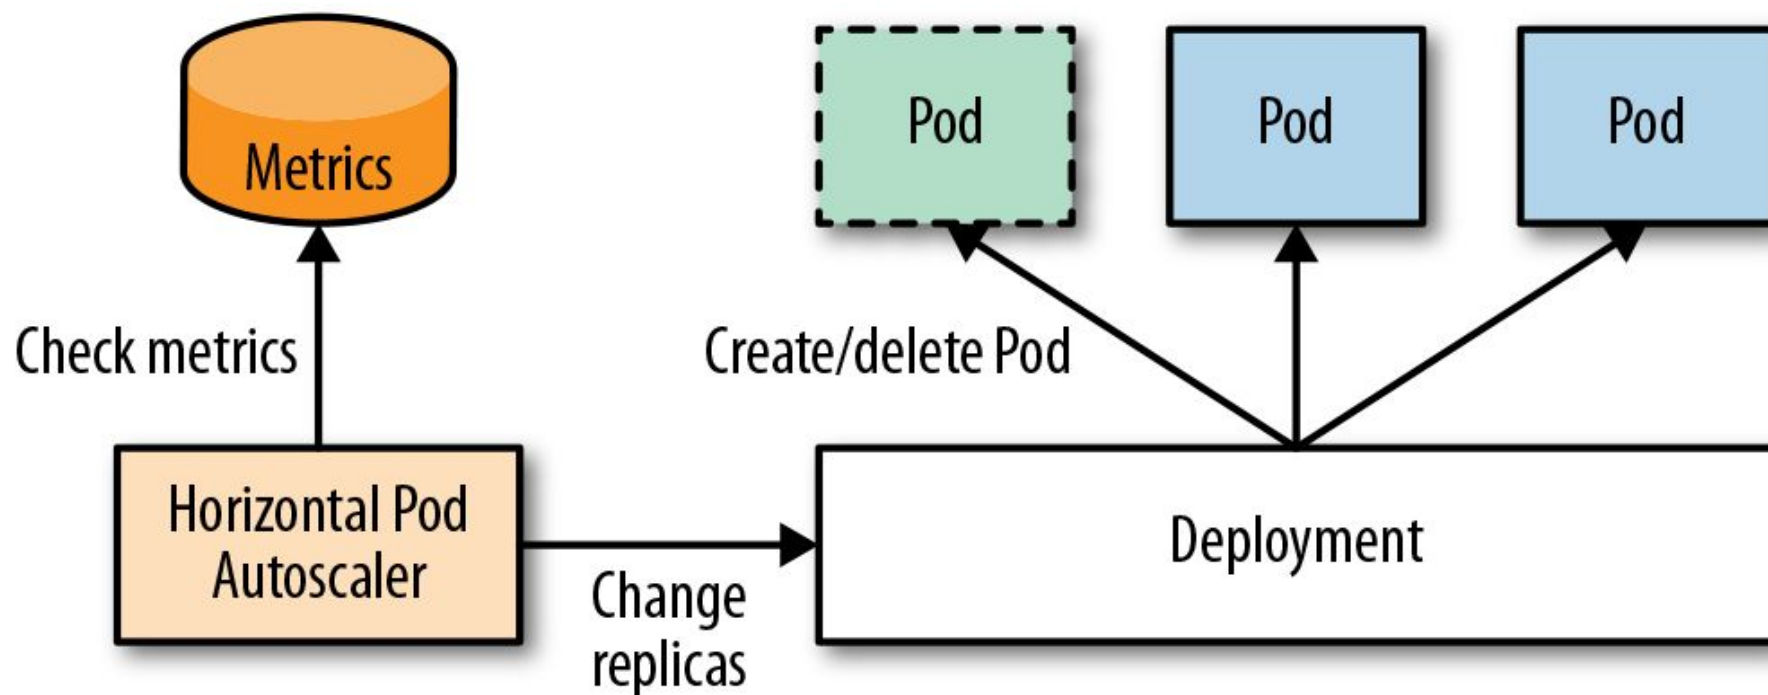 Metrics
Pod
Pod
Pod
Check metrics
Create/delete Pod
Horizontal Pod
Autoscaler
Change
replicas
Deployment